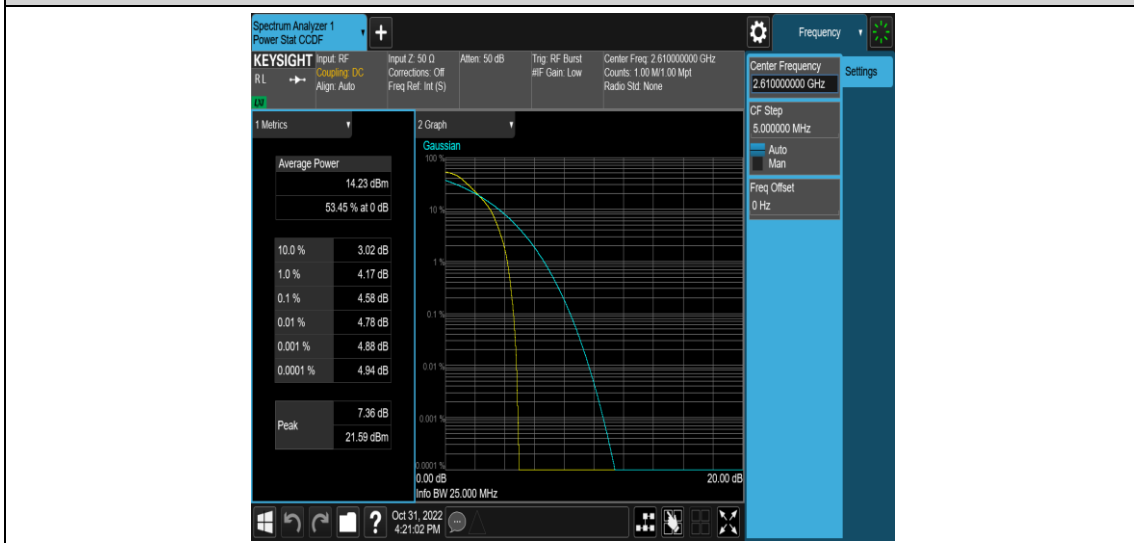 Spectrum Analyzer 1
Power Stat CCDF
+
Frequency
KEYSIGHT
RL
LNI
Input: RF
Coupling: DC
Align: Auto
Input Z: 50 Ω
Corrections: Off
Freq Ref: Int (S)
Atten: 50 dB
Trig: RF Burst
#IF Gain: Low
Center Freq: 2.610000000 GHz
Counts: 1.00 M/1.00 Mpt
Radio Std: None
Center Frequency
2.610000000 GHz
Settings
CF Step
5.000000 MHz
Auto
Man
Freq Offset
0 Hz
1 Metrics
Average Power
14.23 dBm
53.45 % at 0 dB
10.0 % 3.02 dB
1.0 % 4.17 dB
0.1 % 4.58 dB
0.01 % 4.78 dB
0.001 % 4.88 dB
0.0001 % 4.94 dB
Peak
7.36 dB
21.59 dBm
2 Graph
Gaussian
100 %
10 %
1 %
0.1 %
0.01 %
0.001 %
0.0001 %
0.00 dB
20.00 dB
Info BW 25.000 MHz
?
Oct 31, 2022
4:21:02 PM